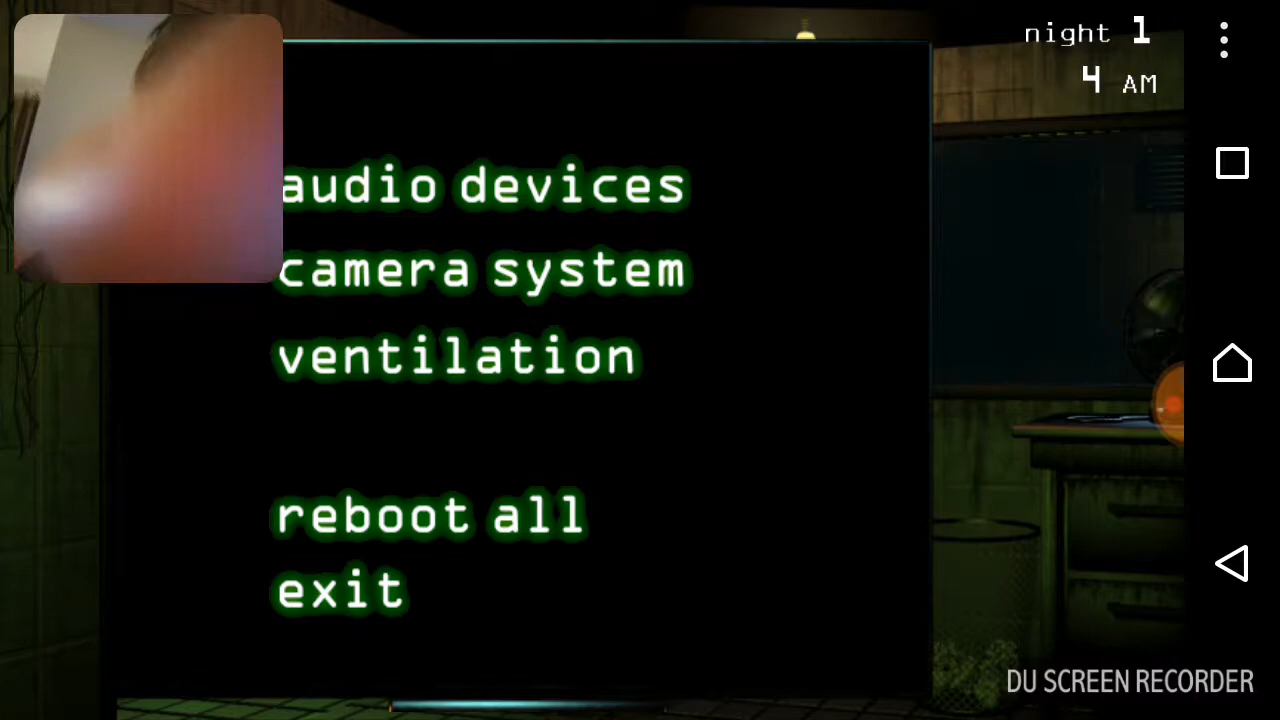 night 1
4 AM
audio devices
camera system
ventilation
reboot all
exit
DU SCREEN RECORDER